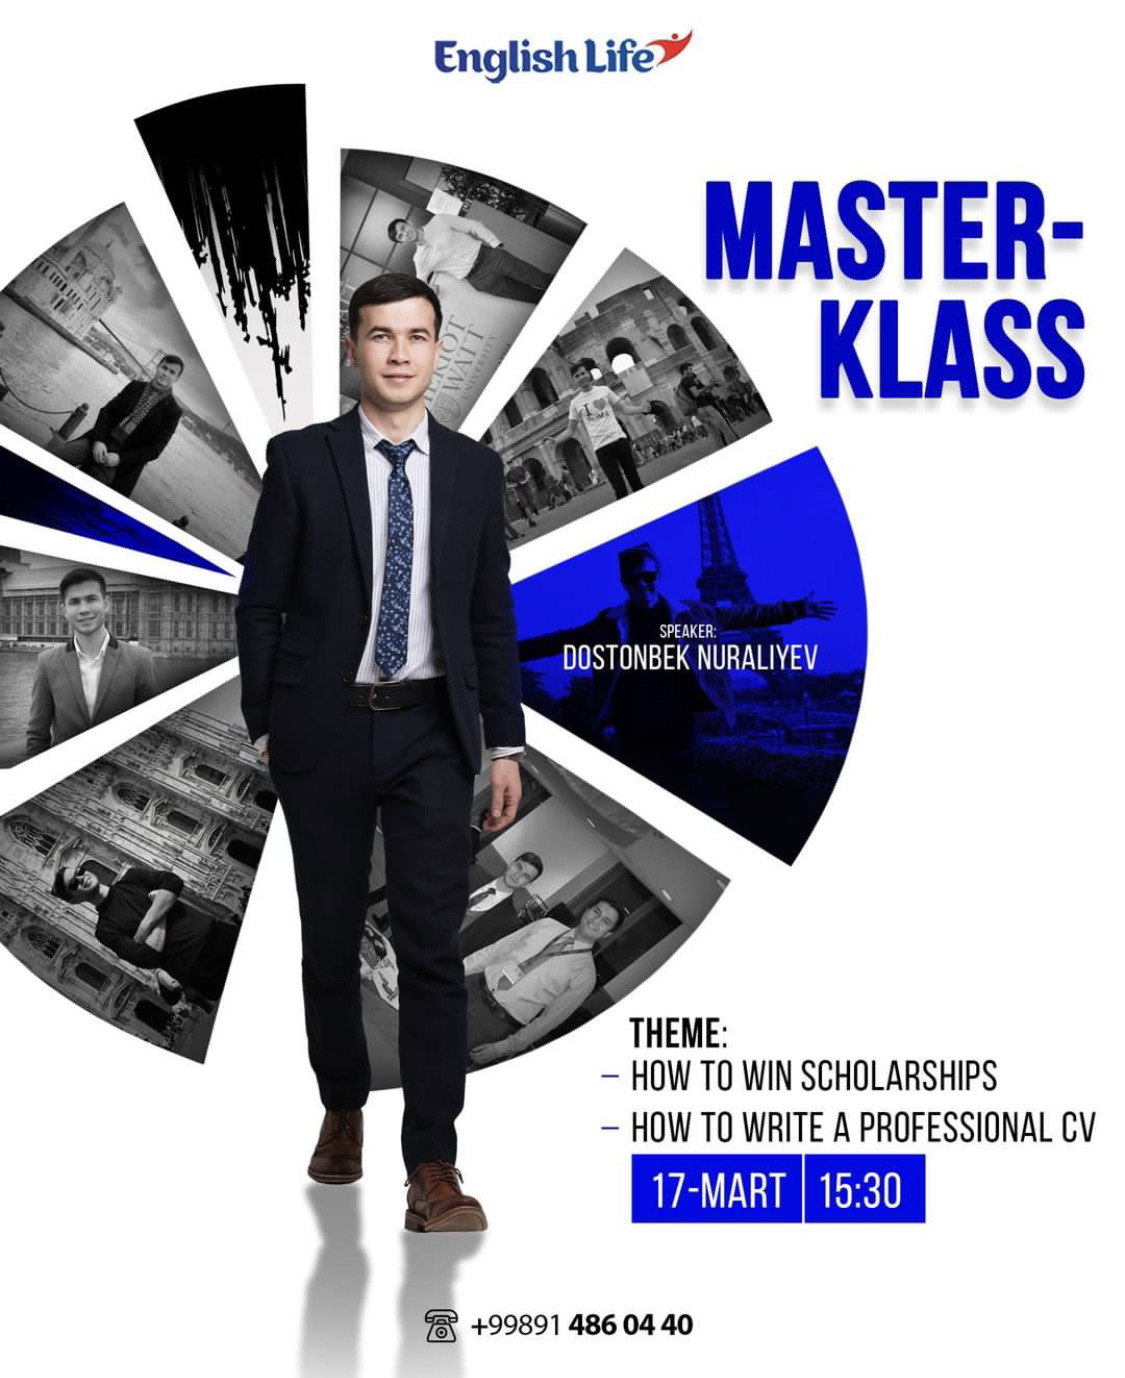 English Life
MASTER-
KLASS
SPEAKER:
DOSTONBEK NURALIYEV
THEME:
– HOW TO WIN SCHOLARSHIPS
– HOW TO WRITE A PROFESSIONAL CV
17-MART 15:30
+99891 486 04 40
WATT